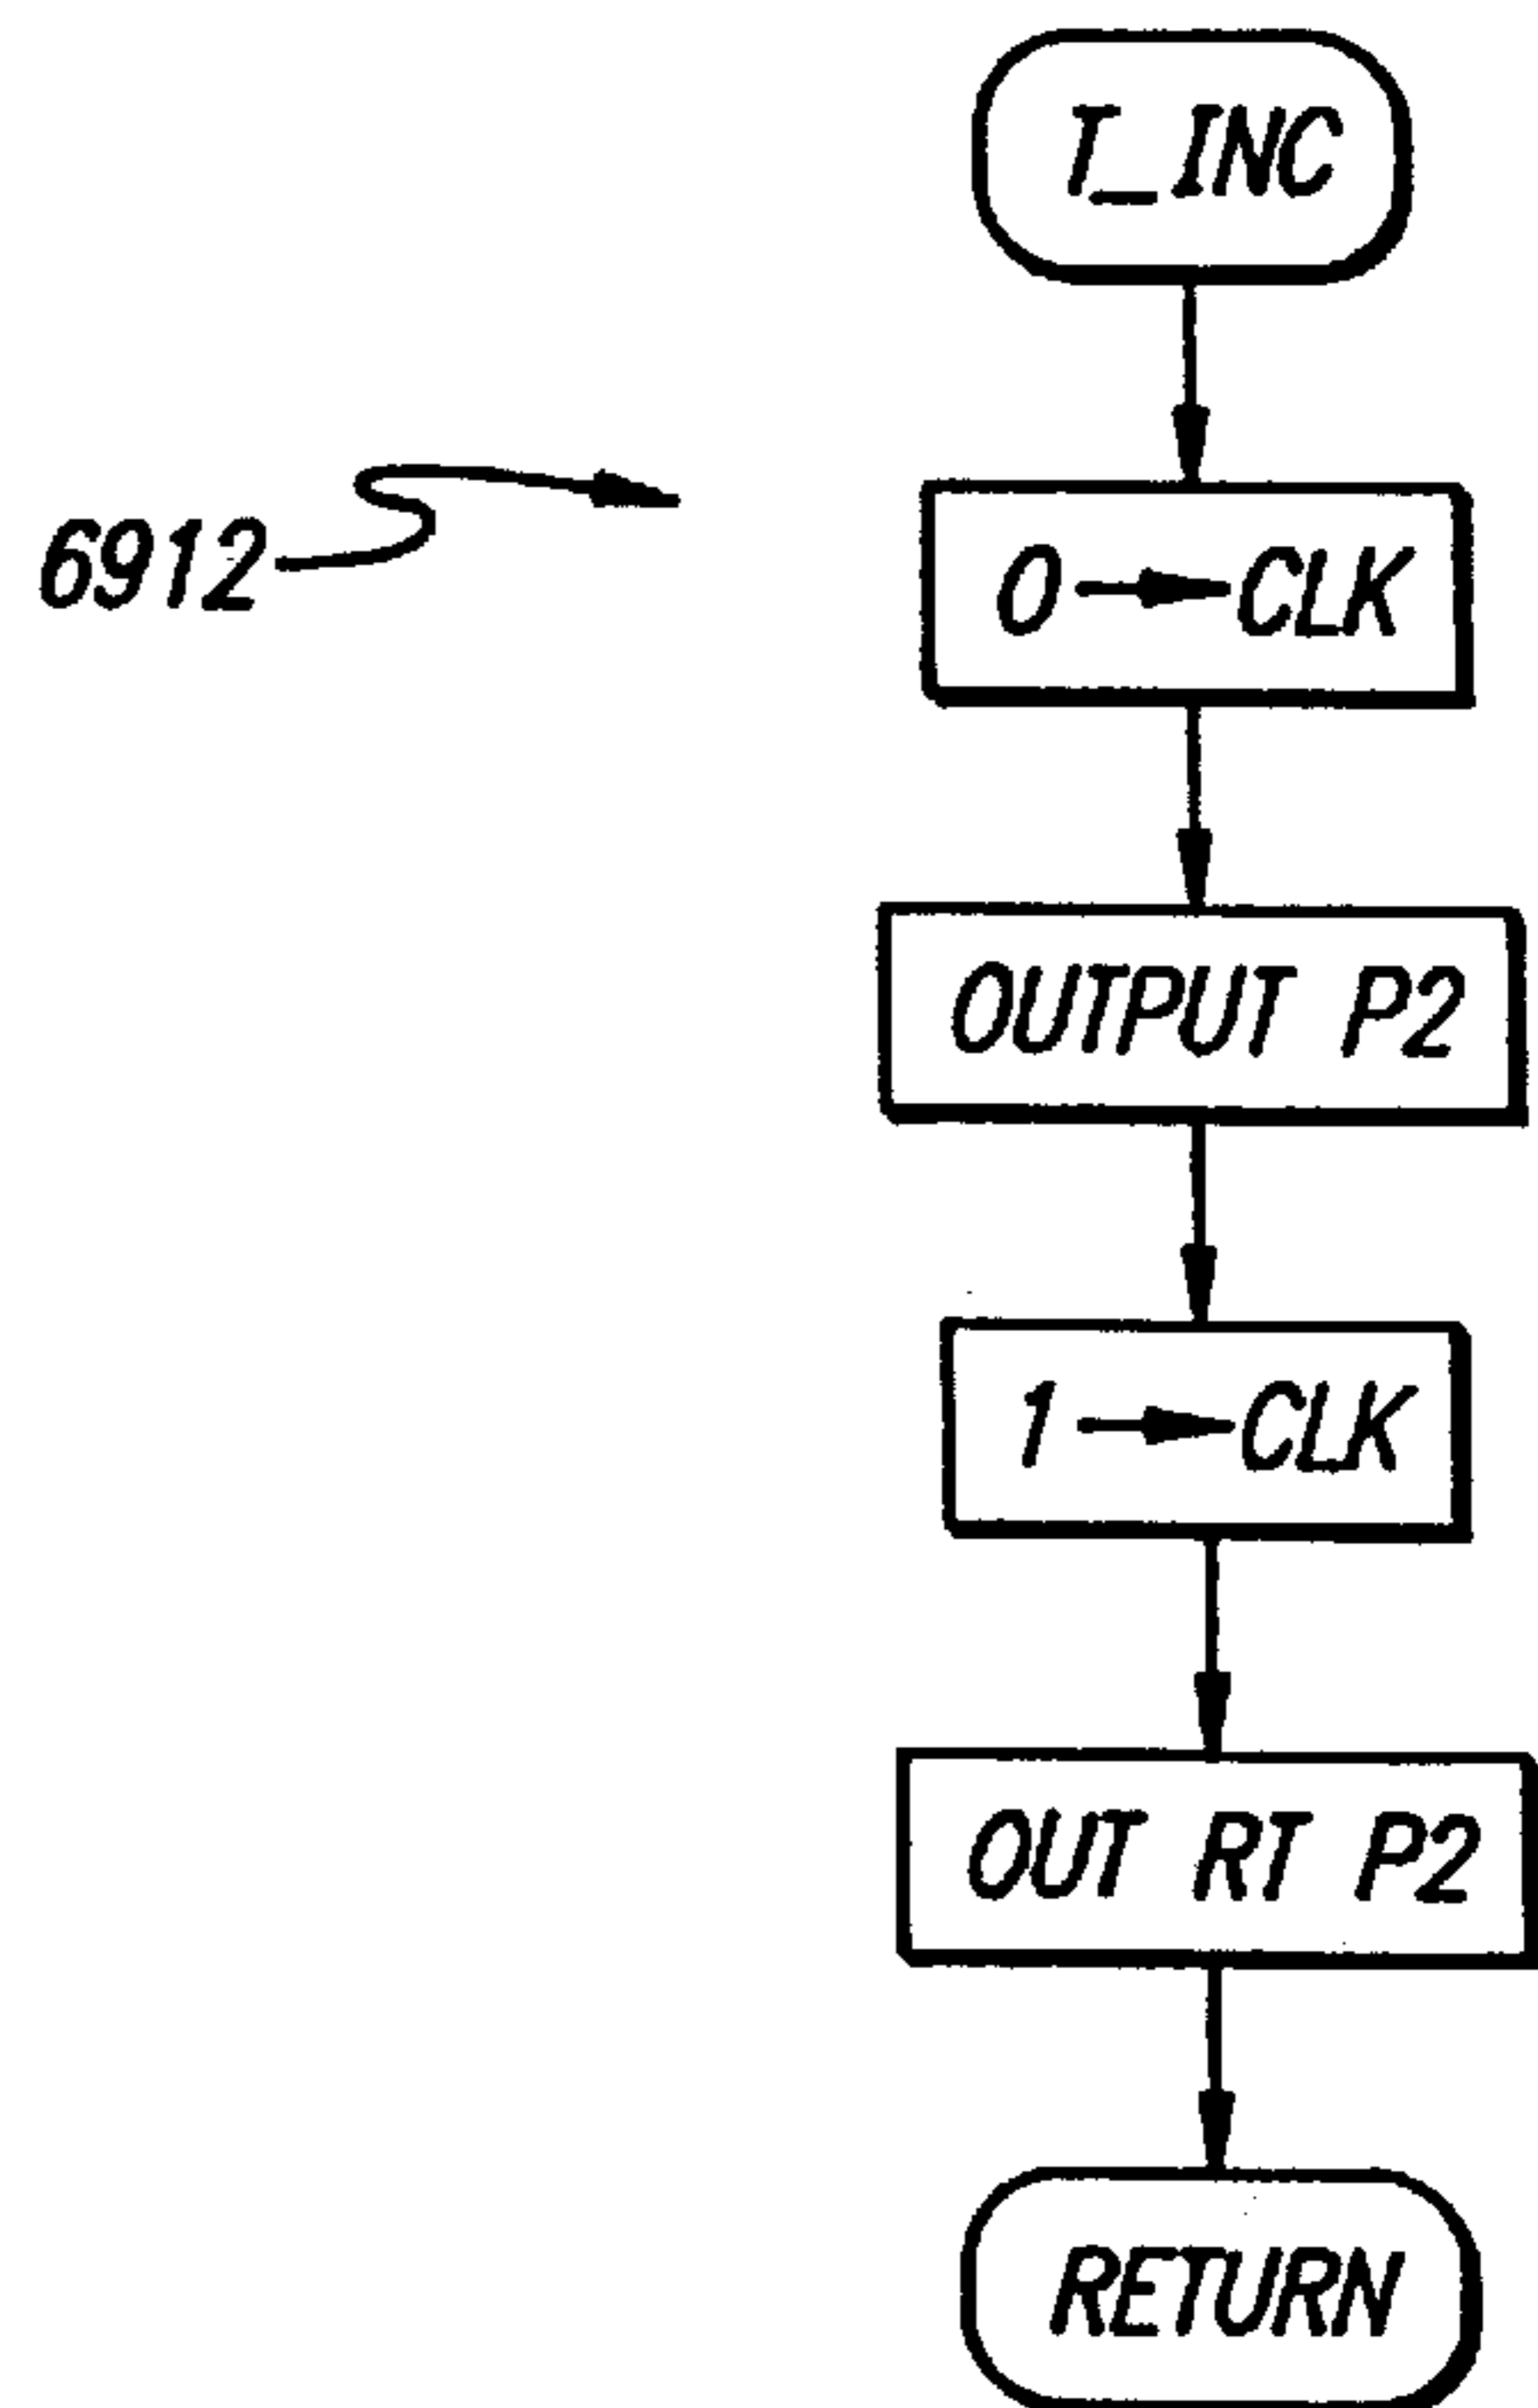 T_INC
6912
0→CLK
OUTPUT P2
1→CLK
OUT RT P2
RETURN